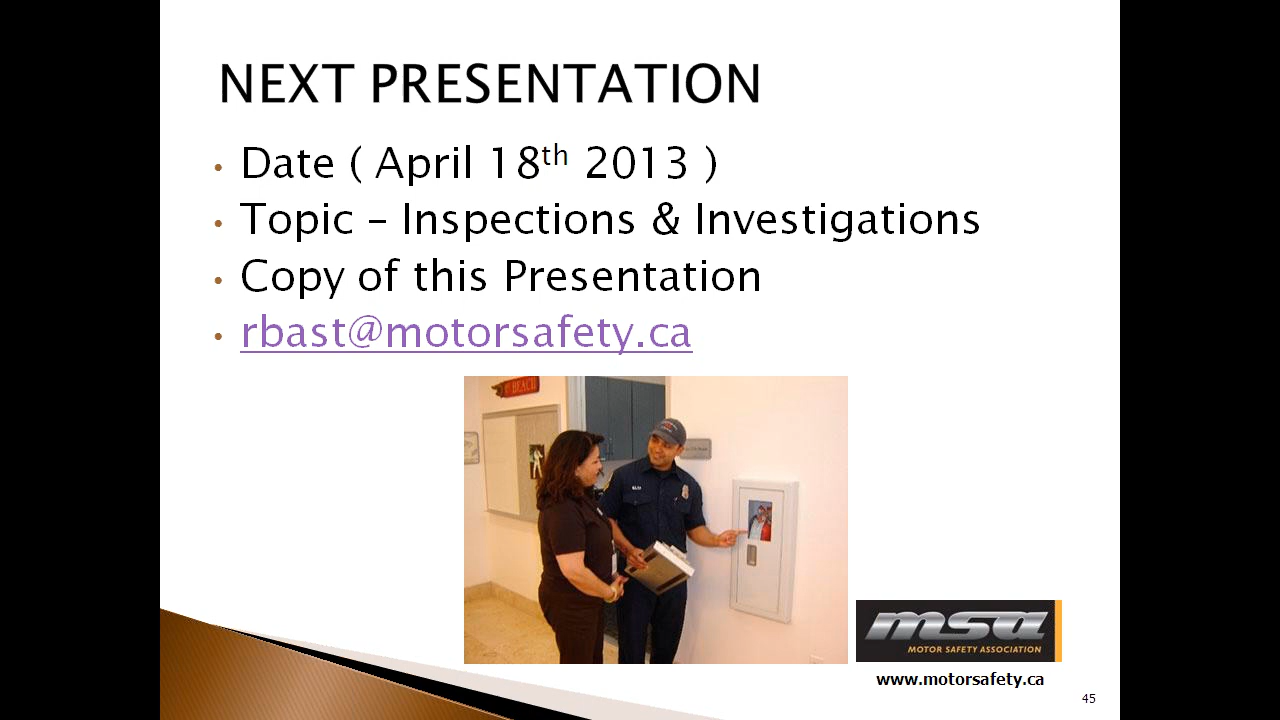 NEXT PRESENTATION
• Date ( April 18th 2013 )
• Topic – Inspections & Investigations
• Copy of this Presentation
• rbast@motorsafety.ca
BEACH
msa
MOTOR SAFETY ASSOCIATION
www.motorsafety.ca
45